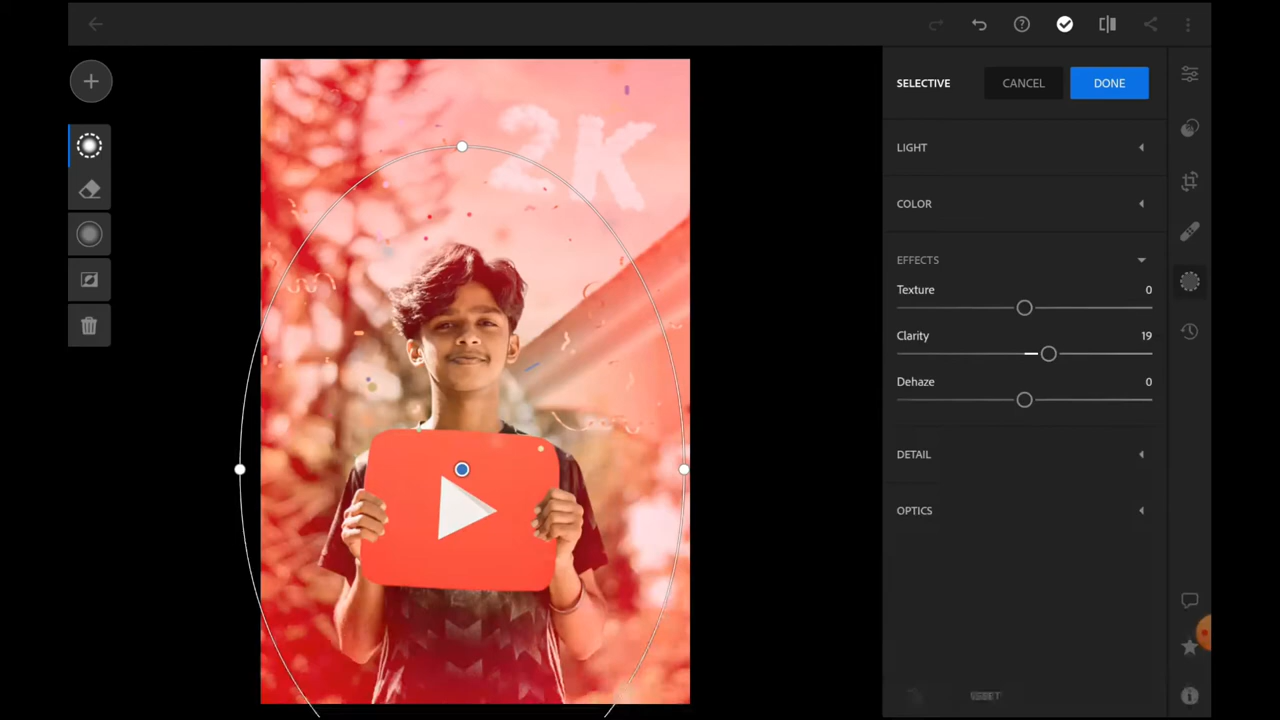 SELECTIVE
CANCEL
DONE
LIGHT
COLOR
EFFECTS
Texture
0
Clarity
19
Dehaze
0
DETAIL
OPTICS
2K